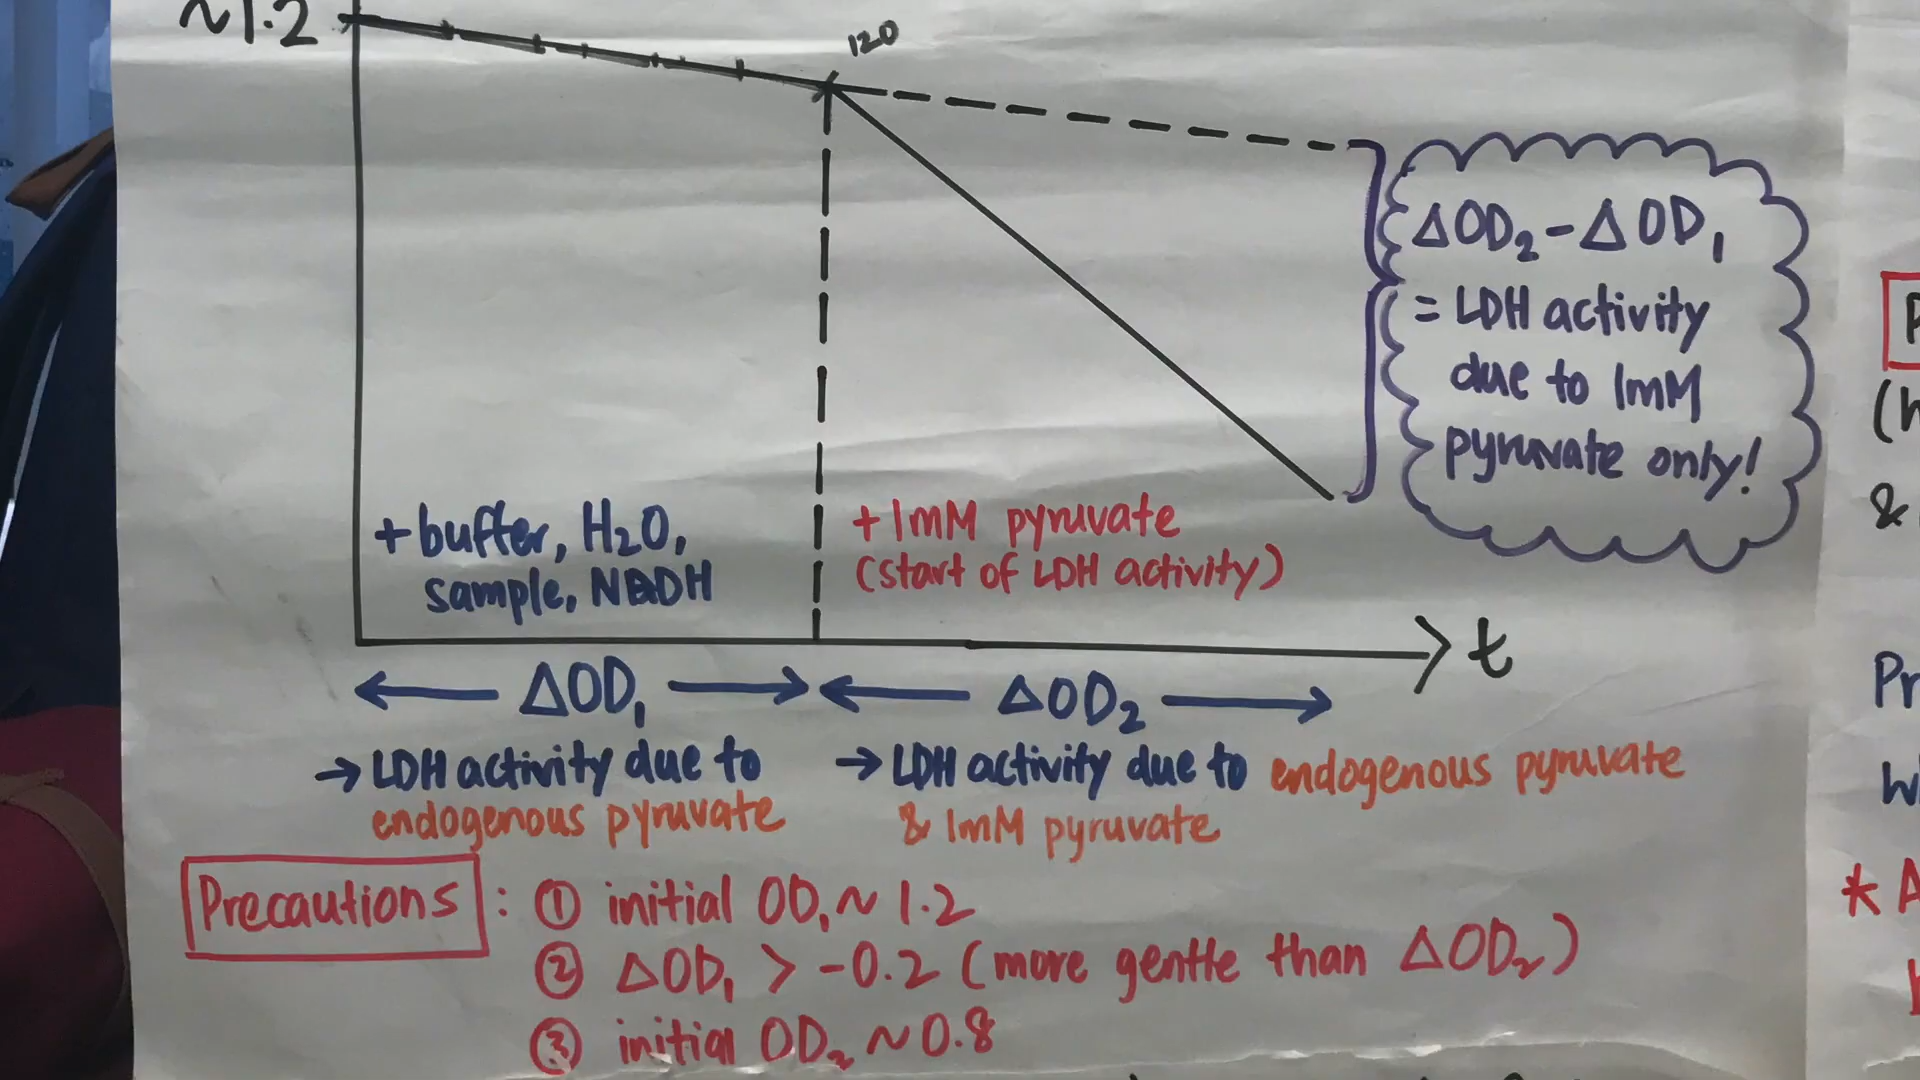 ~1.2
120
ΔOD₂-ΔOD₁
= LDH activity
due to 1mM
pyruvate only!
+ buffer, H₂O,
sample, NADH
+ 1mM pyruvate
(start of LDH activity)
t
← ΔOD₁ →
← ΔOD₂ →
→ LDH activity due to
endogenous pyruvate
→ LDH activity due to endogenous pyruvate
& 1mM pyruvate
Precautions : ① initial OD₁ ~ 1.2
② ΔOD₁ > -0.2 (more gentle than ΔOD₂)
③ initial OD₂ ~ 0.8
&
Pr
* A